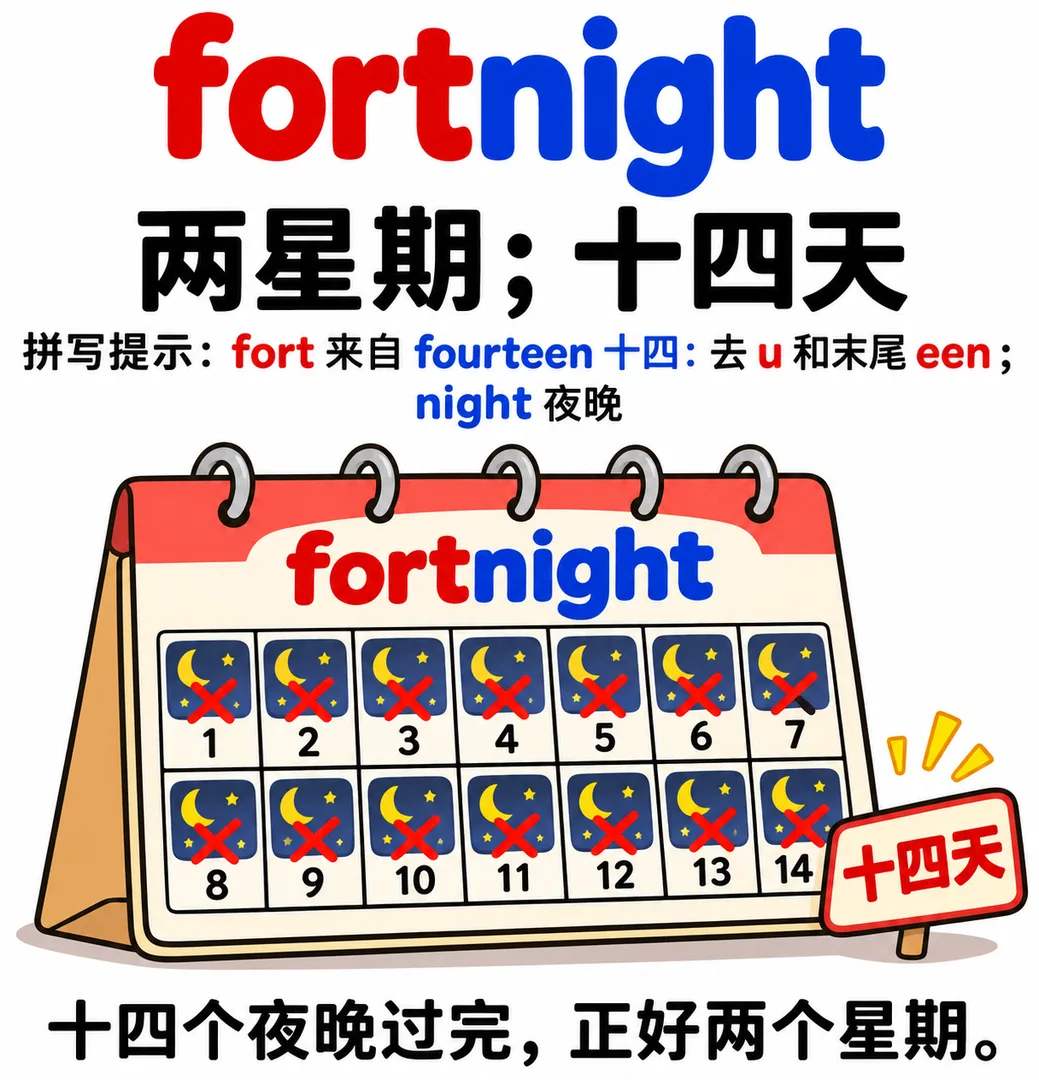 fortnight
两星期；十四天
拼写提示：fort 来自 fourteen 十四：去 u 和末尾 een；
night 夜晚
fortnight
1 2 3 4 5 6 7
8 9 10 11 12 13 14
十四天
十四个夜晚过完，正好两个星期。